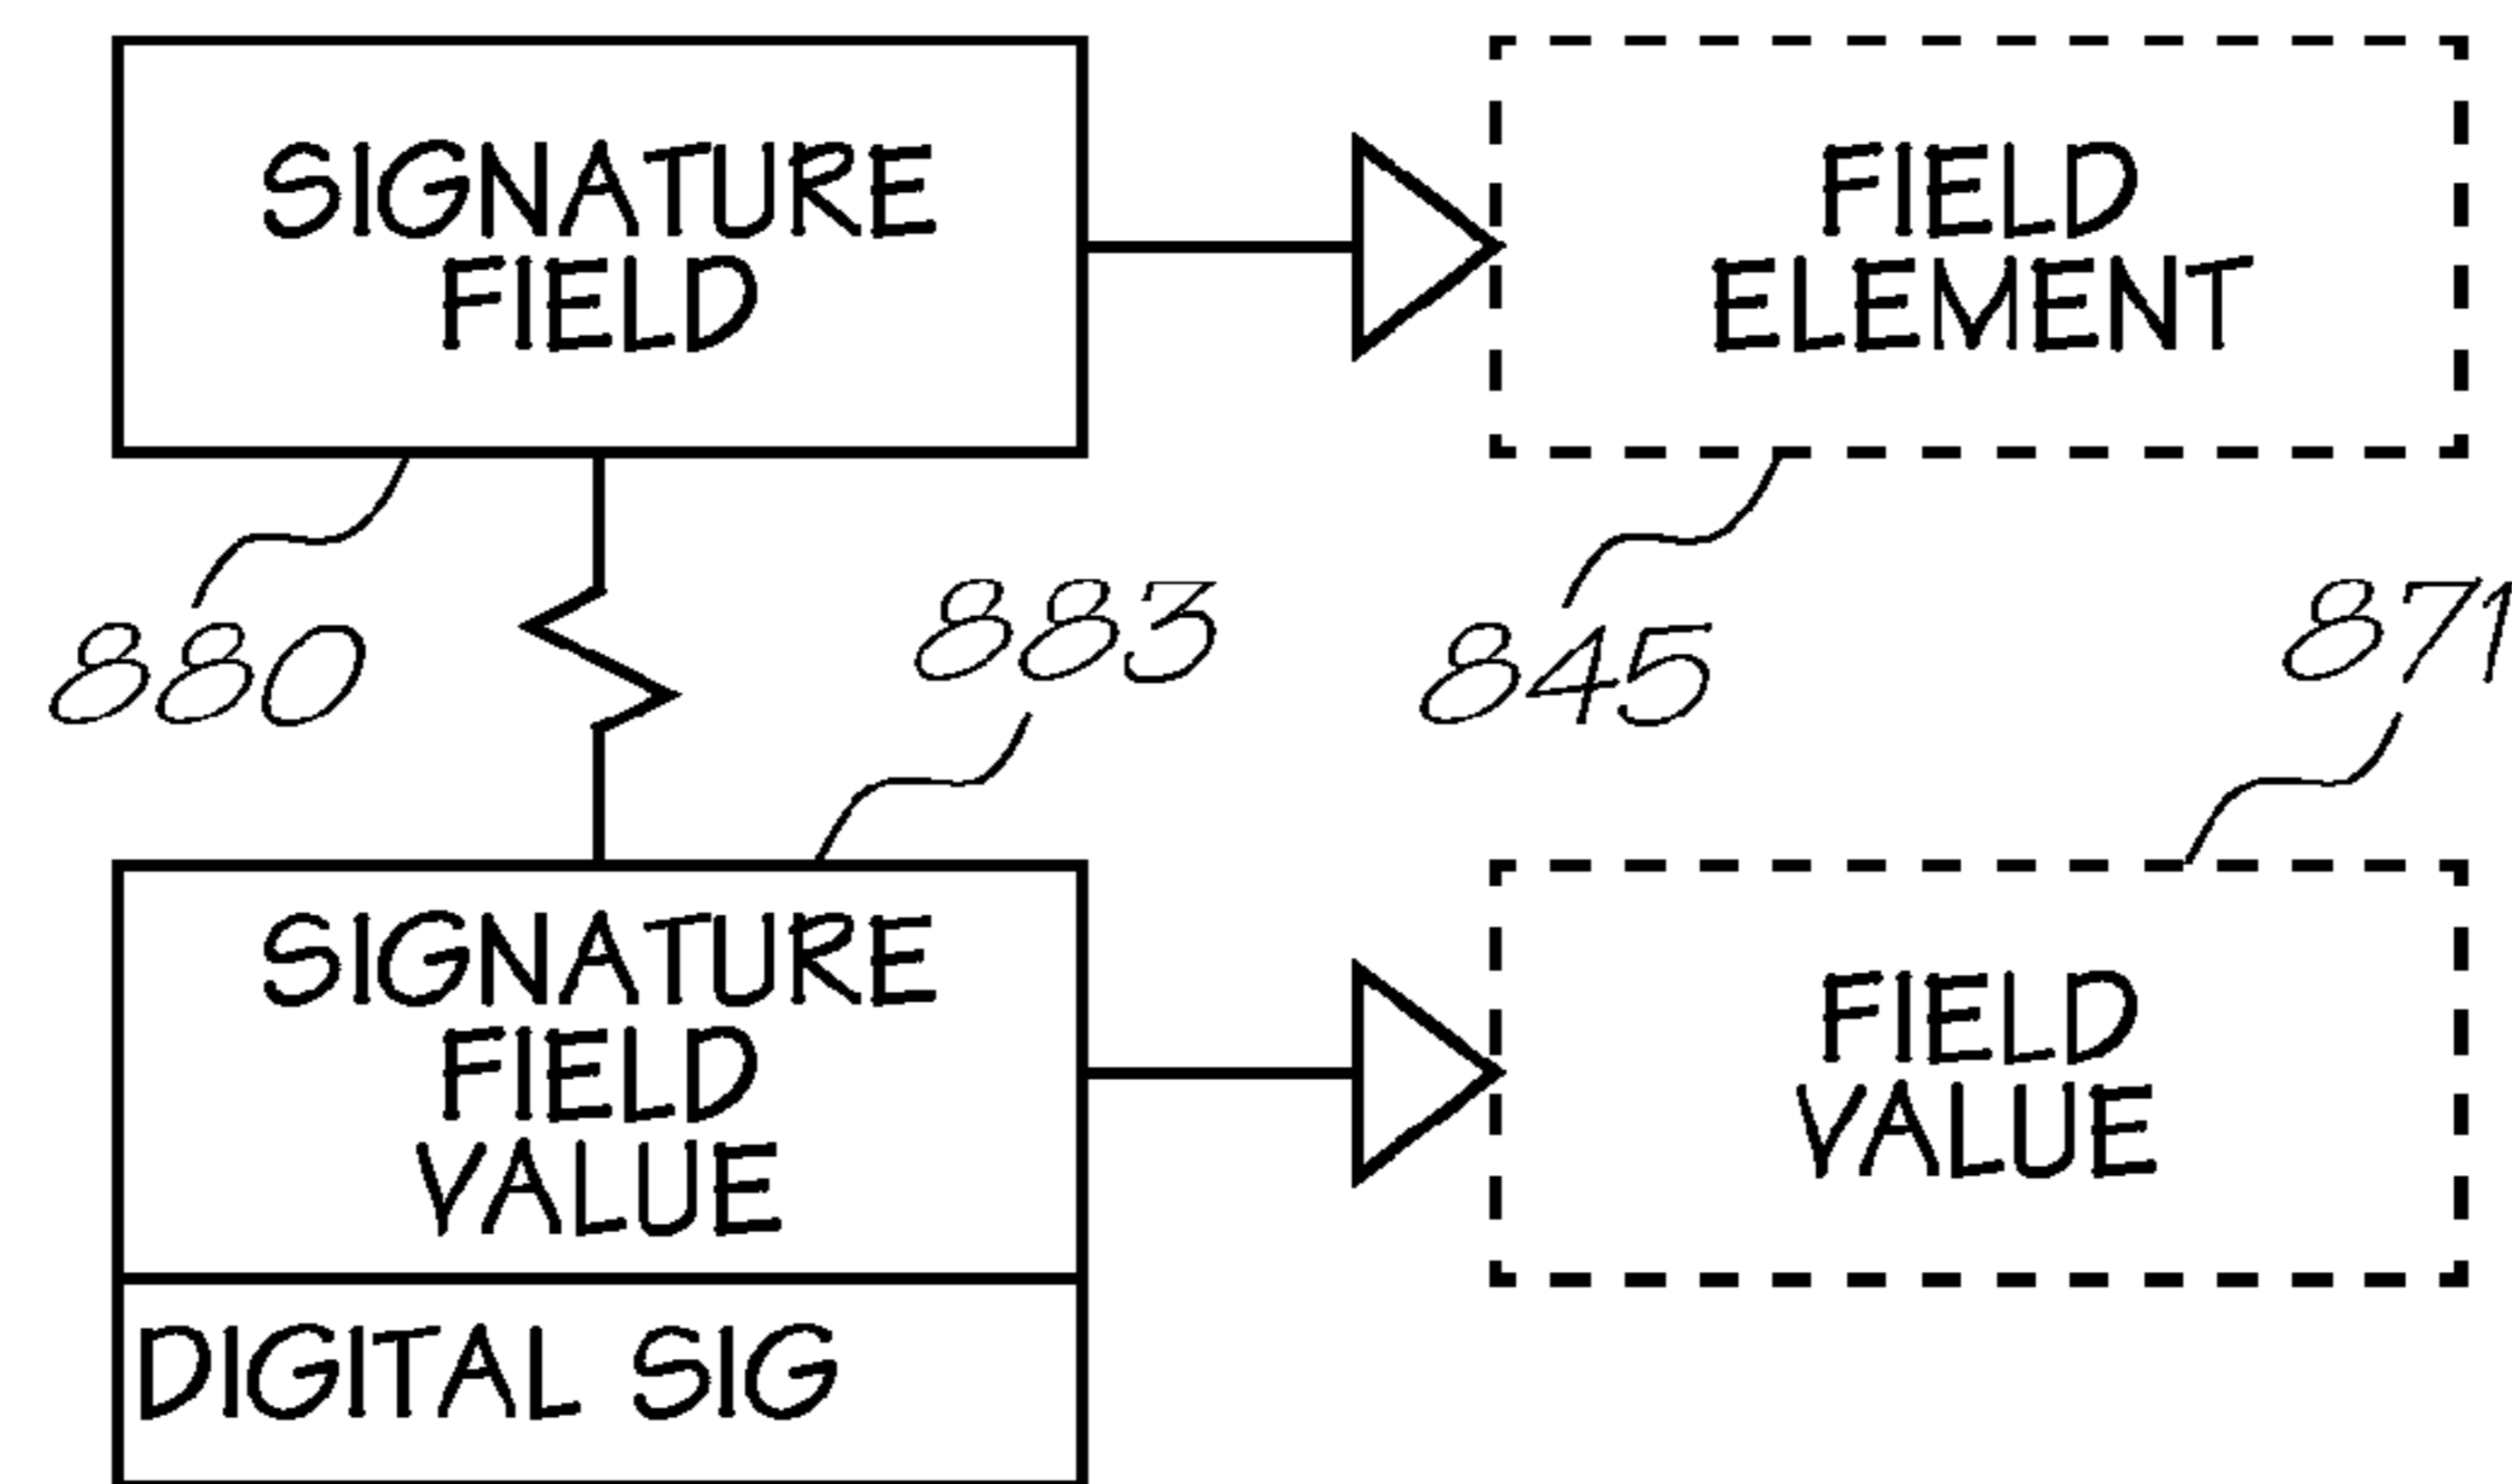 SIGNATURE
FIELD
FIELD
ELEMENT
880
883
845
871
SIGNATURE
FIELD
VALUE
FIELD
VALUE
DIGITAL SIG